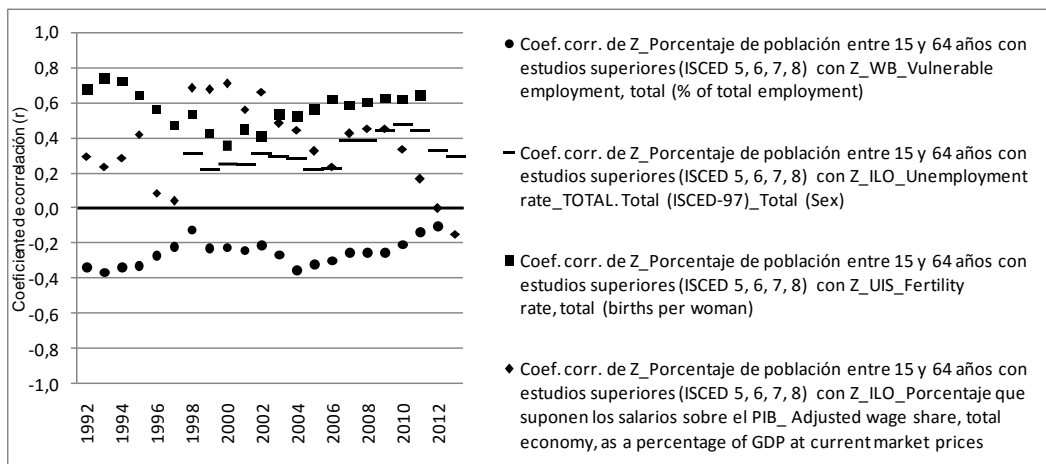 Coeficiente de correlación (r)
1,0
0,8
0,6
0,4
0,2
0,0
-0,2
-0,4
-0,6
-0,8
-1,0
1992
1994
1996
1998
2000
2002
2004
2006
2008
2010
2012
Coef. corr. de Z_Porcentaje de población entre 15 y 64 años con
estudios superiores (ISCED 5, 6, 7, 8) con Z_WB_Vulnerable
employment, total (% of total employment)
Coef. corr. de Z_Porcentaje de población entre 15 y 64 años con
estudios superiores (ISCED 5, 6, 7, 8) con Z_ILO_Unemployment
rate_TOTAL. Total (ISCED-97)_Total (Sex)
Coef. corr. de Z_Porcentaje de población entre 15 y 64 años con
estudios superiores (ISCED 5, 6, 7, 8) con Z_UIS_Fertility
rate, total (births per woman)
Coef. corr. de Z_Porcentaje de población entre 15 y 64 años con
estudios superiores (ISCED 5, 6, 7, 8) con Z_ILO_Porcentaje que
suponen los salarios sobre el PIB_ Adjusted wage share, total
economy, as a percentage of GDP at current market prices